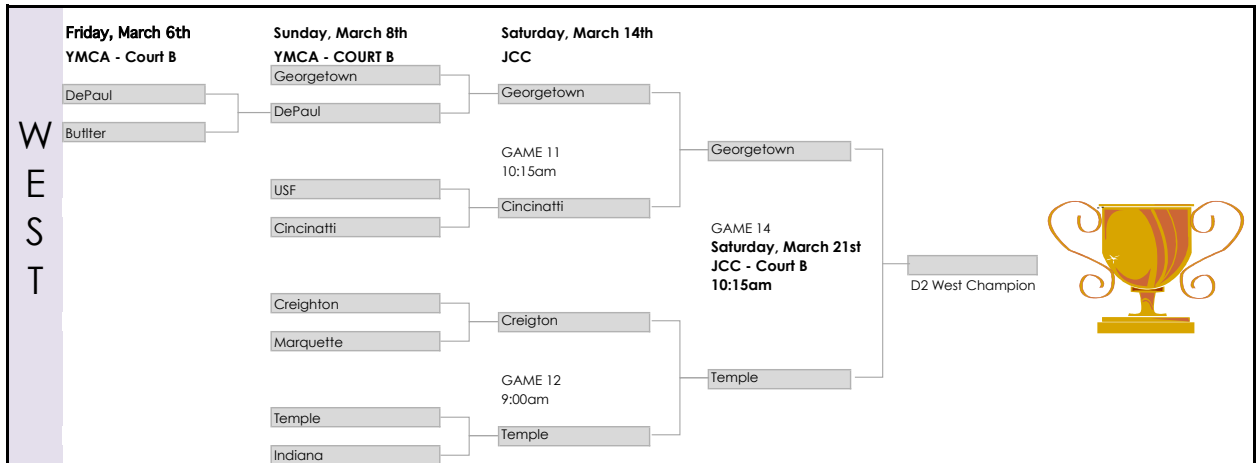 WEST
Friday, March 6th
YMCA - Court B
DePaul
Butlter
Sunday, March 8th
YMCA - COURT B
Georgetown
DePaul
USF
Cincinatti
Creighton
Marquette
Temple
Indiana
Saturday, March 14th
JCC
Georgetown
GAME 11
10:15am
Cincinatti
Creigton
GAME 12
9:00am
Temple
Georgetown
GAME 14
Saturday, March 21st
JCC - Court B
10:15am
Temple
D2 West Champion